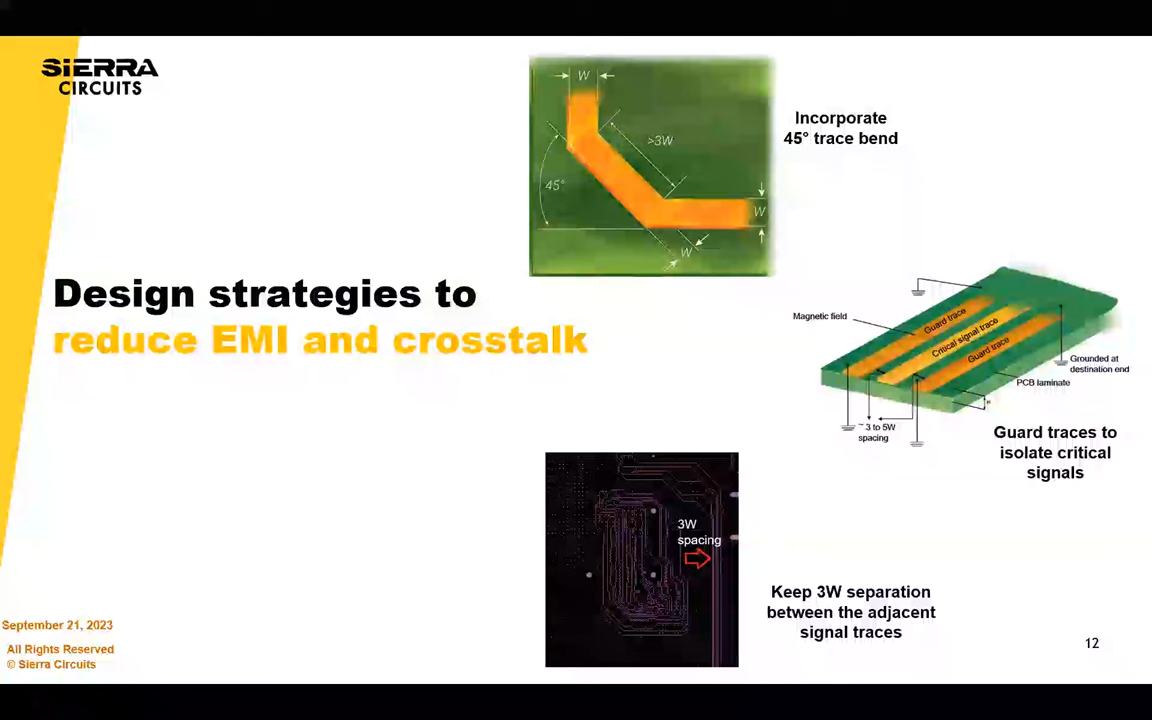 SIERRA
CIRCUITS
W
>3W
45°
W
W
Incorporate
45° trace bend
Design strategies to
reduce EMI and crosstalk
Magnetic field
Guard trace
Critical signal trace
Guard trace
Grounded at
destination end
PCB laminate
~ 3 to 5W
spacing
Guard traces to
isolate critical
signals
3W
spacing
Keep 3W separation
between the adjacent
signal traces
September 21, 2023
All Rights Reserved
© Sierra Circuits
12